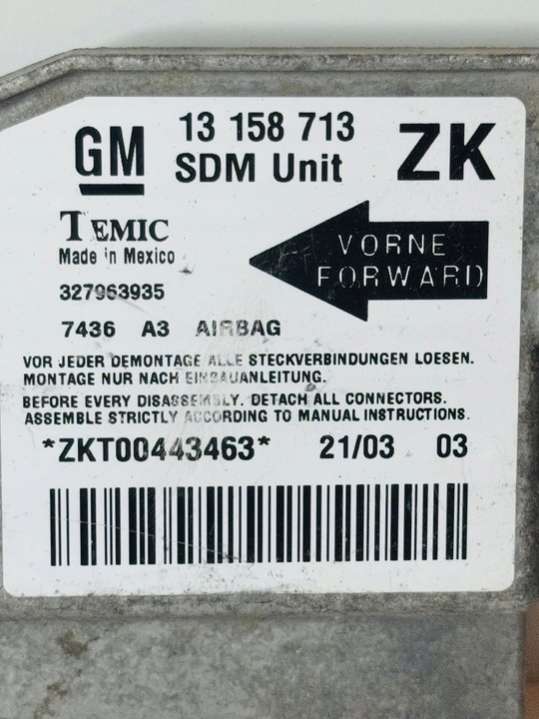 GM 13 158 713 ZK
SDM Unit
TEMIC
Made in Mexico
VORNE
FORWARD
327963935
7436 A3 AIRBAG
VOR JEDER DEMONTAGE ALLE STECKVERBINDUNGEN LOESEN.
MONTAGE NUR NACH EINBAUANLEITUNG.
BEFORE EVERY DISASSEMBLY. DETACH ALL CONNECTORS.
ASSEMBLE STRICTLY ACCORDING TO MANUAL INSTRUCTIONS.
*ZKT00443463* 21/03 03